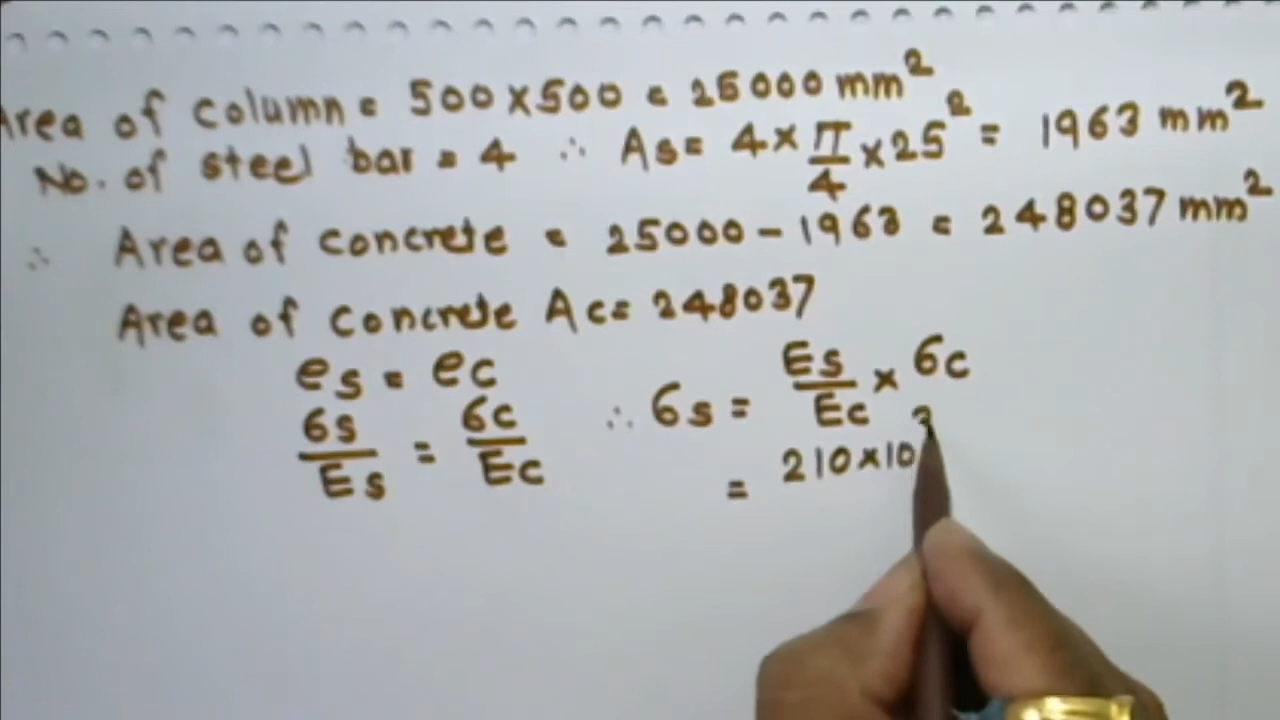 Area of column = 500 × 500 = 25000 mm²
No. of steel bar = 4 ∴ As = 4 × π/4 × 25² = 1963 mm²
∴ Area of concrete = 25000 - 1963 = 248037 mm²
Area of concrete Ac = 248037
es = ec
6s/Es = 6c/Ec ∴ 6s = Es/Ec × 6c
= 210×10³